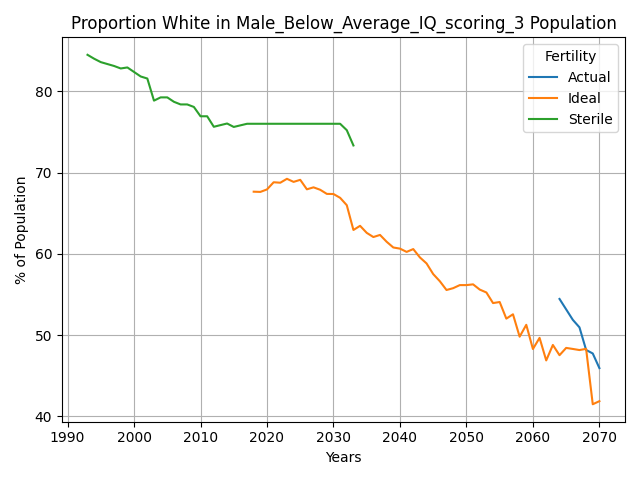 Proportion White in Male_Below_Average_IQ_scoring_3 Population
Fertility
Actual
Ideal
Sterile
% of Population
80
70
60
50
40
1990 2000 2010 2020 2030 2040 2050 2060 2070
Years